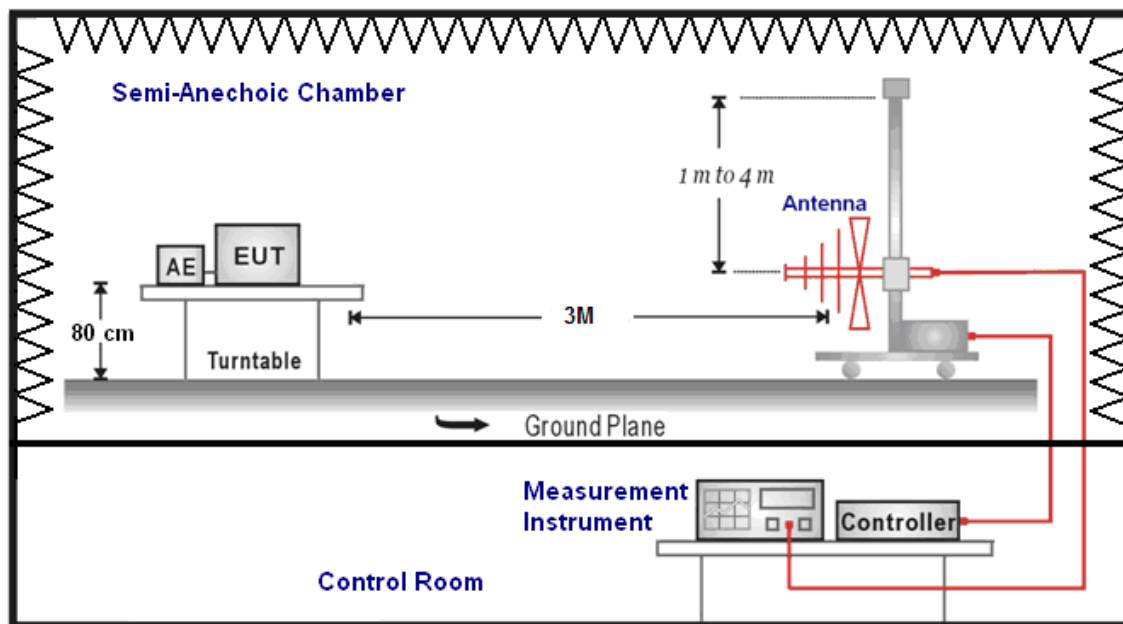 Semi-Anechoic Chamber
1 m to 4 m
Antenna
AE
EUT
80 cm
3M
Turntable
Ground Plane
Measurement
Instrument
Controller
Control Room